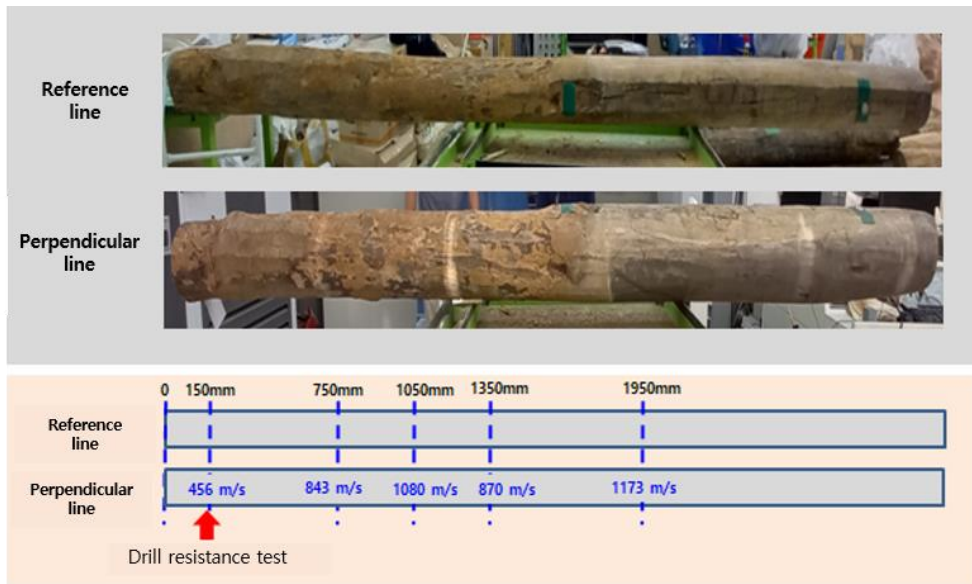 Reference
line
Perpendicular
line
0 150mm 750mm 1050mm 1350mm 1950mm
Reference
line
Perpendicular
line
456 m/s 843 m/s 1080 m/s 870 m/s 1173 m/s
Drill resistance test